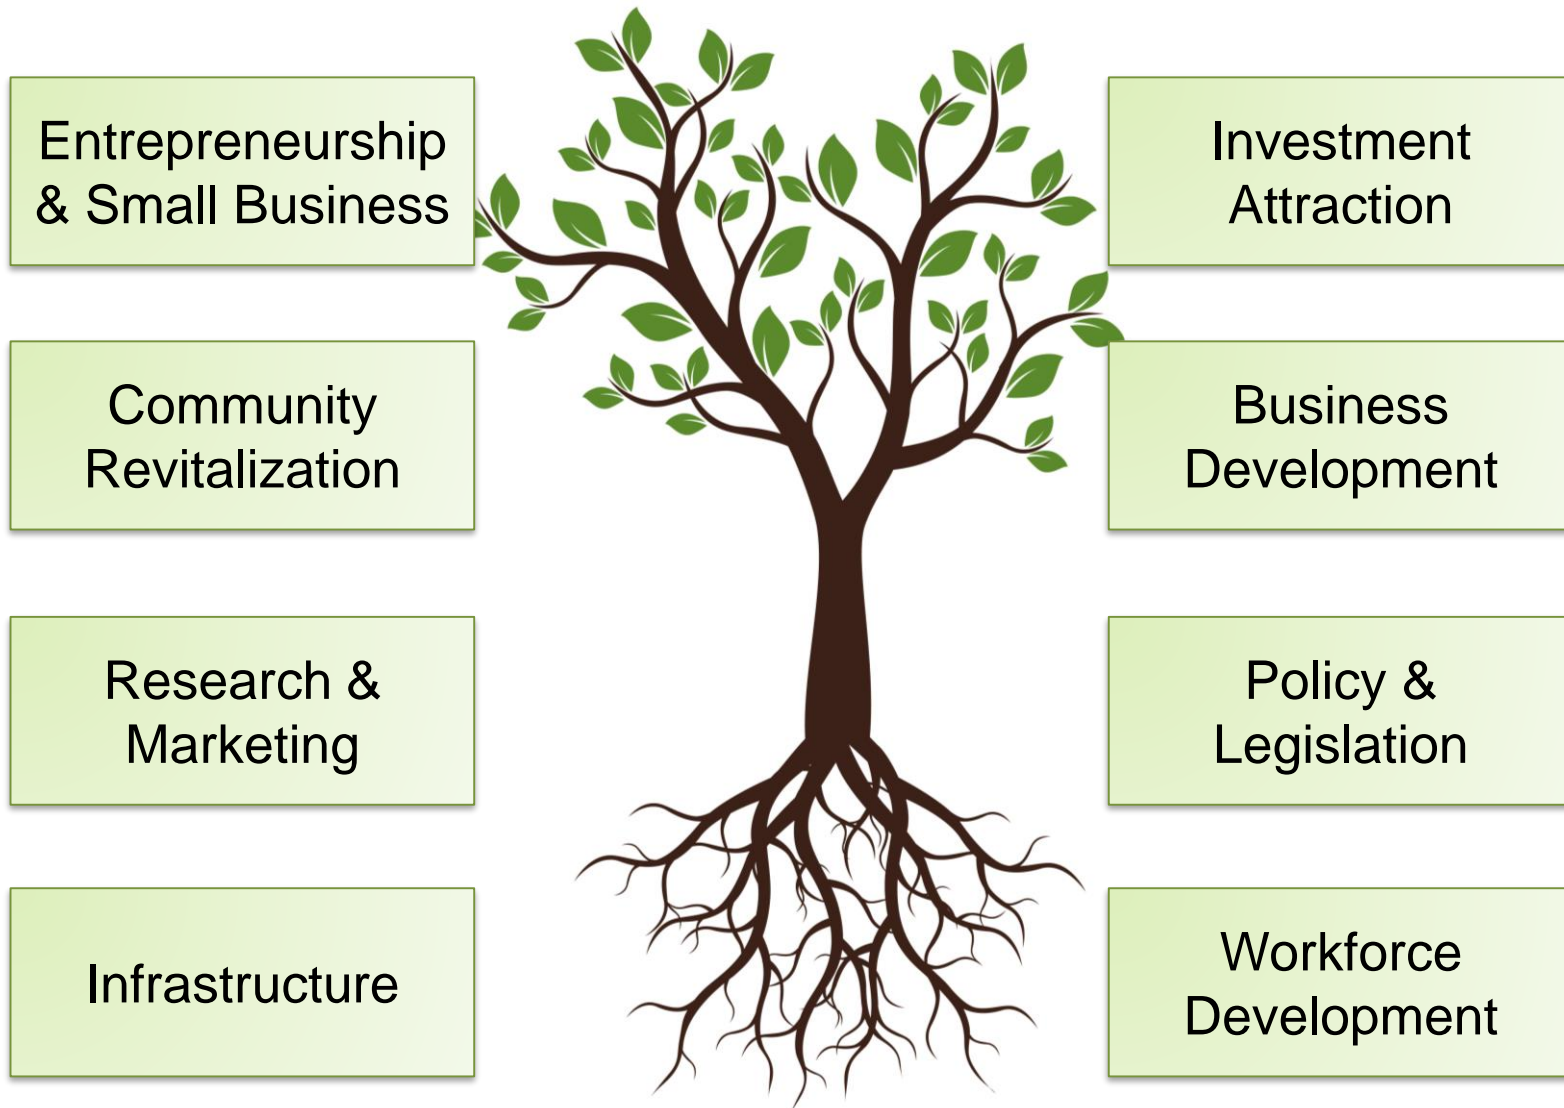 Entrepreneurship
& Small Business
Community
Revitalization
Research &
Marketing
Infrastructure
Investment
Attraction
Business
Development
Policy &
Legislation
Workforce
Development